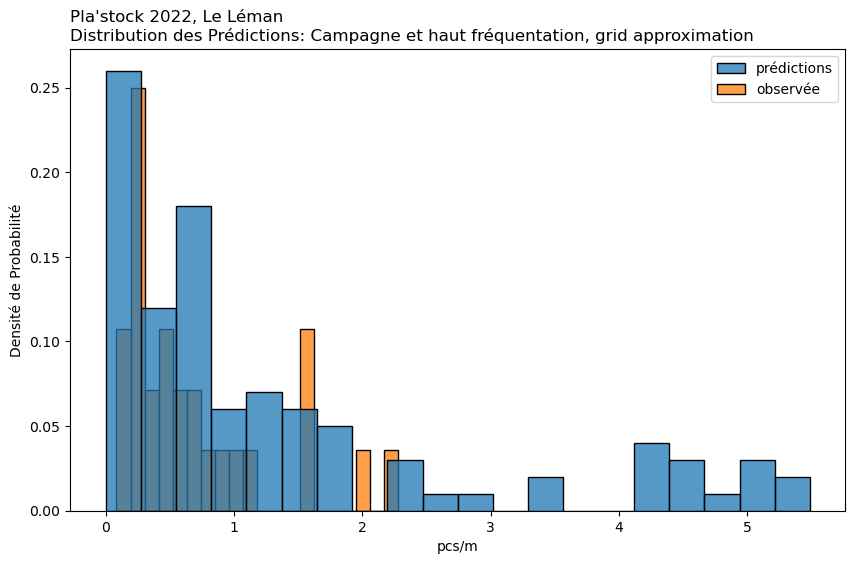 Pla'stock 2022, Le Léman
Distribution des Prédictions: Campagne et haut fréquentation, grid approximation
prédictions
observée
Densité de Probabilité
0.25
0.20
0.15
0.10
0.05
0.00
0 1 2 3 4 5
pcs/m